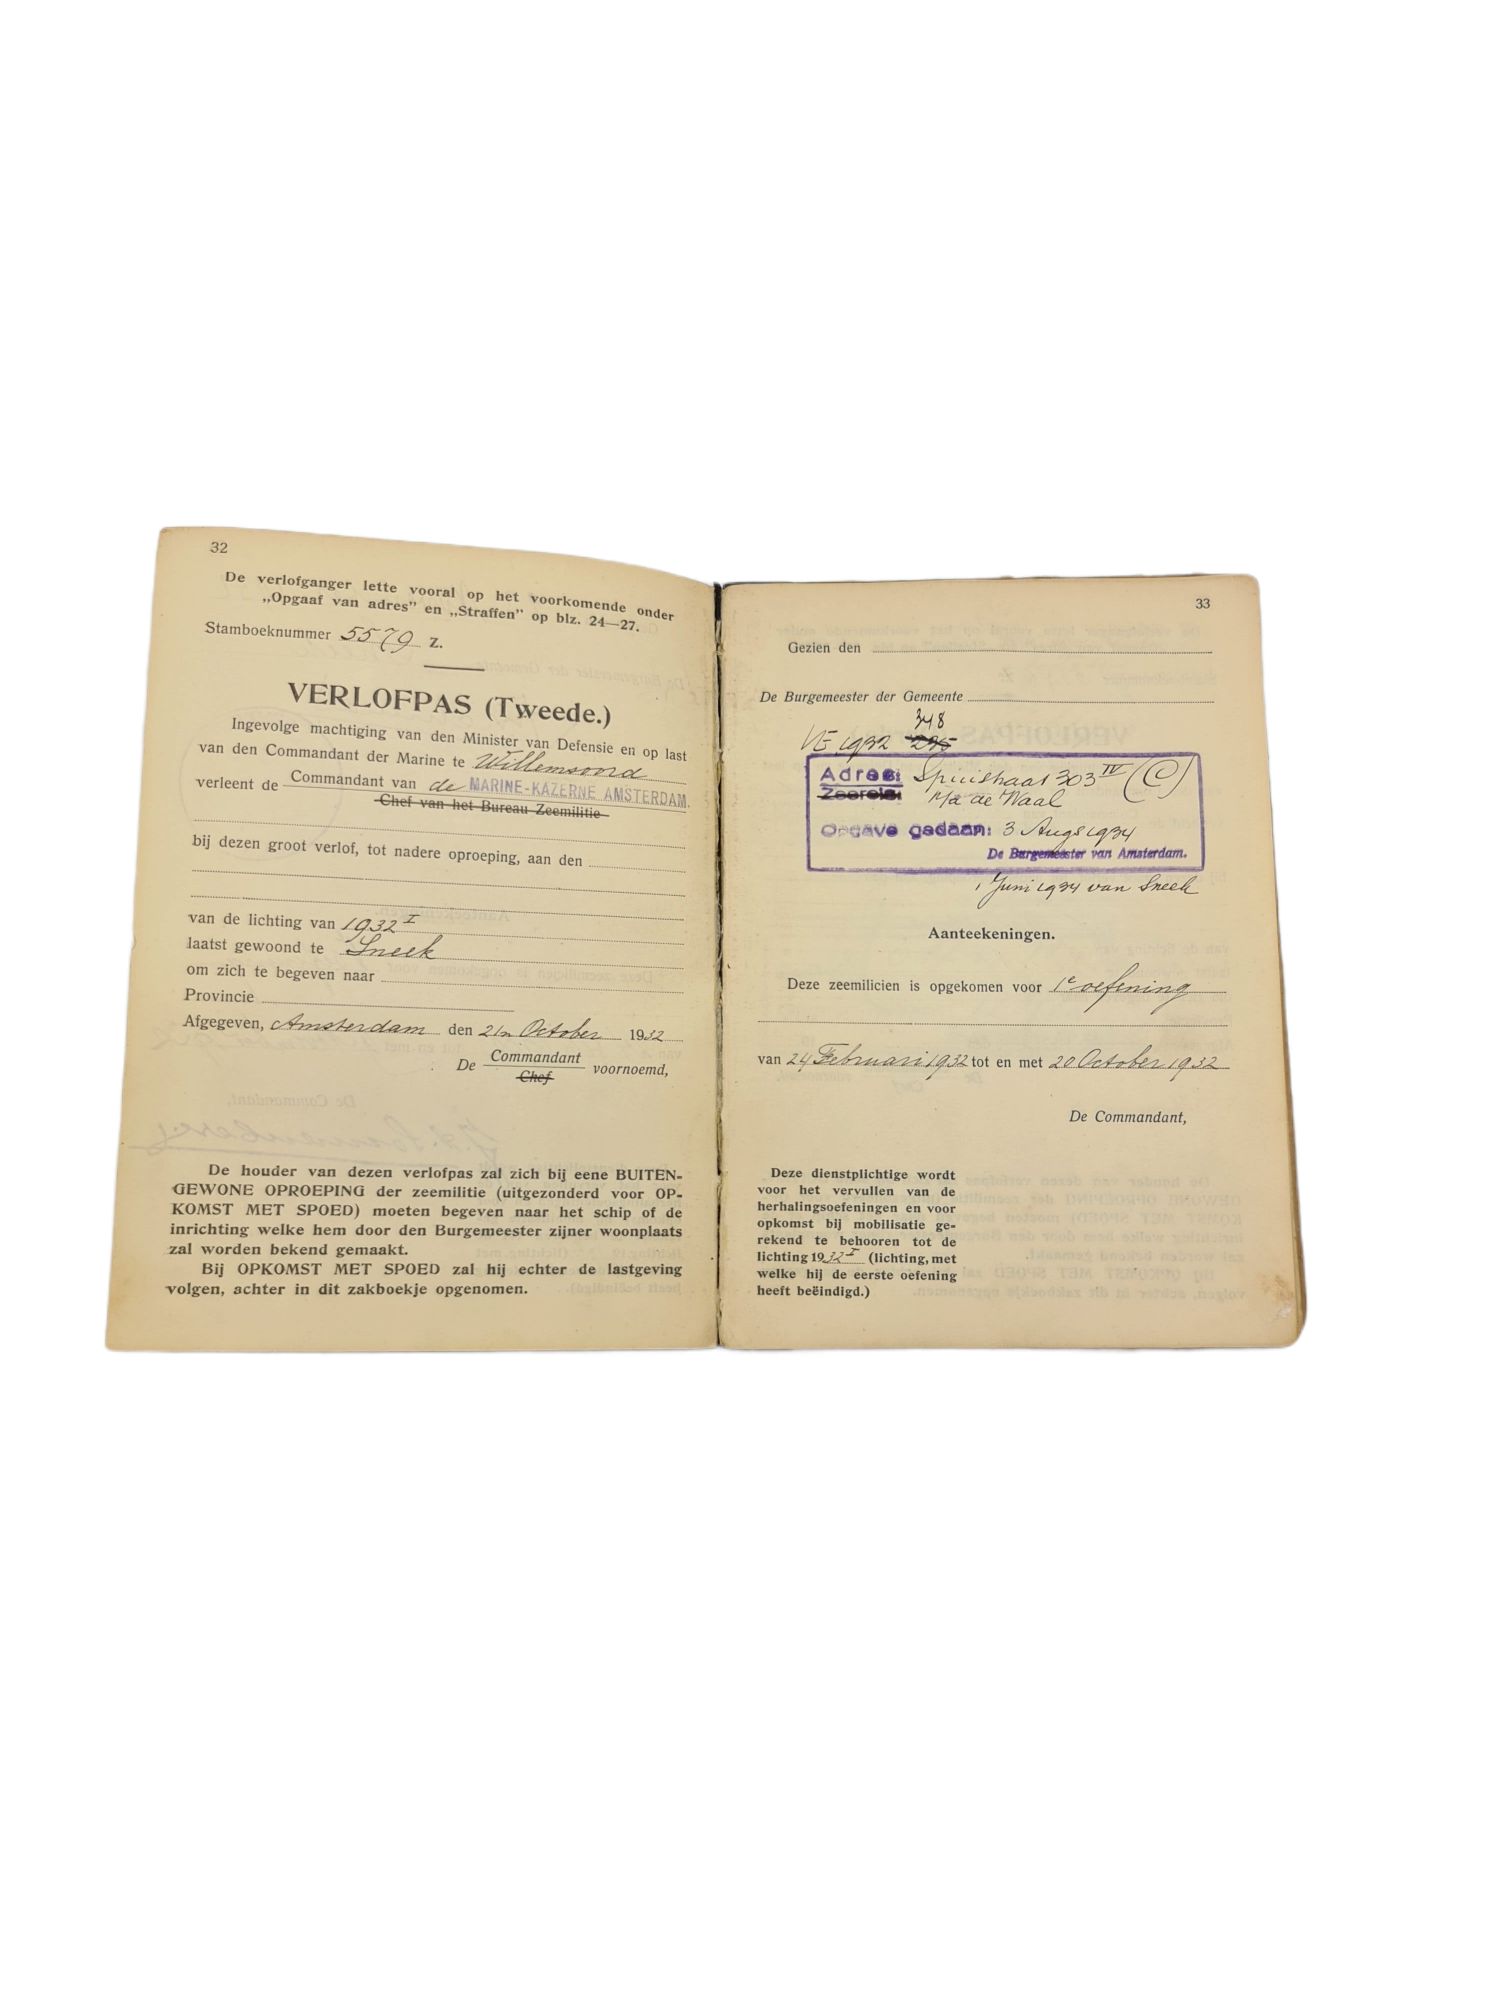 32
De verlofganger lette vooral op het voorkomende onder
„Opgaaf van adres” en „Straffen” op blz. 24—27.
Stamboeknummer 5579 Z.
VERLOFPAS (Tweede.)
Ingevolge machtiging van den Minister van Defensie en op last
van den Commandant der Marine te Willemsoord
verleent de Commandant van de MARINE-KAZERNE AMSTERDAM.
Chef van het Bureau Zeemilitie
bij dezen groot verlof, tot nadere oproeping, aan den
van de lichting van 1932 I
laatst gewoond te Sneek
om zich te begeven naar
Provincie
Afgegeven, Amsterdam den 21n October 1932
De Commandant voornoemd,
Chef
De houder van dezen verlofpas zal zich bij eene BUITEN-
GEWONE OPROEPING der zeemilitie (uitgezonderd voor OP-
KOMST MET SPOED) moeten begeven naar het schip of de
inrichting welke hem door den Burgemeester zijner woonplaats
zal worden bekend gemaakt.
Bij OPKOMST MET SPOED zal hij echter de lastgeving
volgen, achter in dit zakboekje opgenomen.
33
Gezien den
De Burgemeester der Gemeente
348
VE 1932 295
Adres: Spuistraat 303 IV (C)
Zeereis: p/a de Waal
Opgave gedaan: 3 Augs 1934
De Burgemeester van Amsterdam.
1 Juni 1934 van Sneek
Aanteekeningen.
Deze zeemilicien is opgekomen voor 1e oefening
van 24 Februari 1932 tot en met 20 October 1932
De Commandant,
Deze dienstplichtige wordt
voor het vervullen van de
herhalingsoefeningen en voor
opkomst bij mobilisatie ge-
rekend te behooren tot de
lichting 1932 I (lichting, met
welke hij de eerste oefening
heeft beëindigd.)